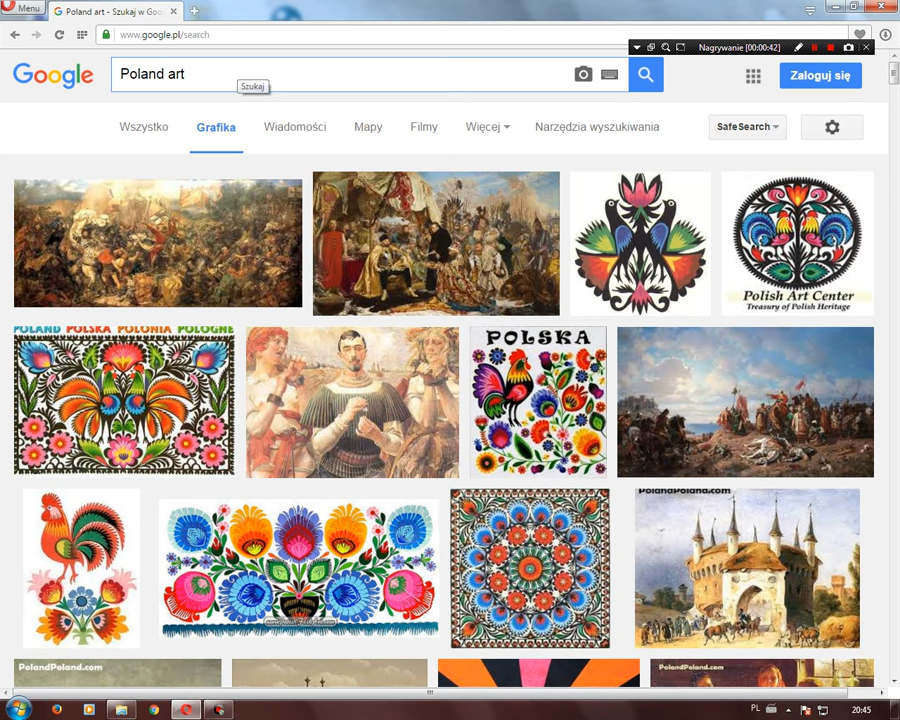 Menu
Poland art - Szukaj w Goo
www.google.pl/search
Nagrywanie [00:00:42]
Google
Poland art
Szukaj
Zaloguj się
Wszystko
Grafika
Wiadomości
Mapy
Filmy
Więcej
Narzędzia wyszukiwania
SafeSearch
Polish Art Center
Treasury of Polish Heritage
POLAND POLSKA POLONIA POLOGNE
POLSKA
PolandPoland.com
PolandPoland.com
PolandPoland.com
PL
20:45